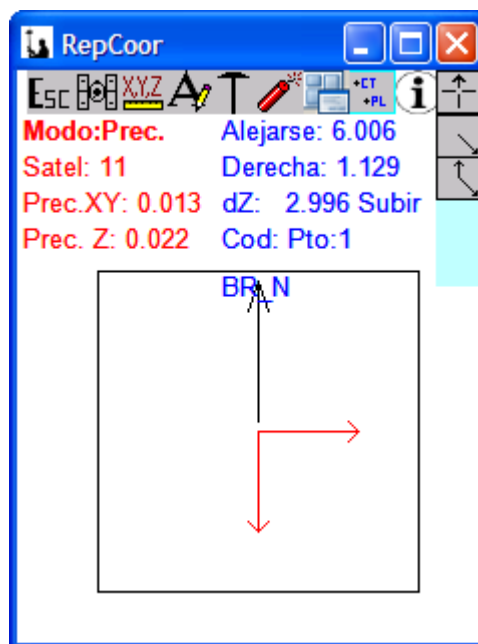 RepCoor
Esc XYZ A T +CT +PL i
Modo:Prec. Alejarse: 6.006
Satel: 11 Derecha: 1.129
Prec.XY: 0.013 dZ: 2.996 Subir
Prec. Z: 0.022 Cod: Pto:1
BR_N